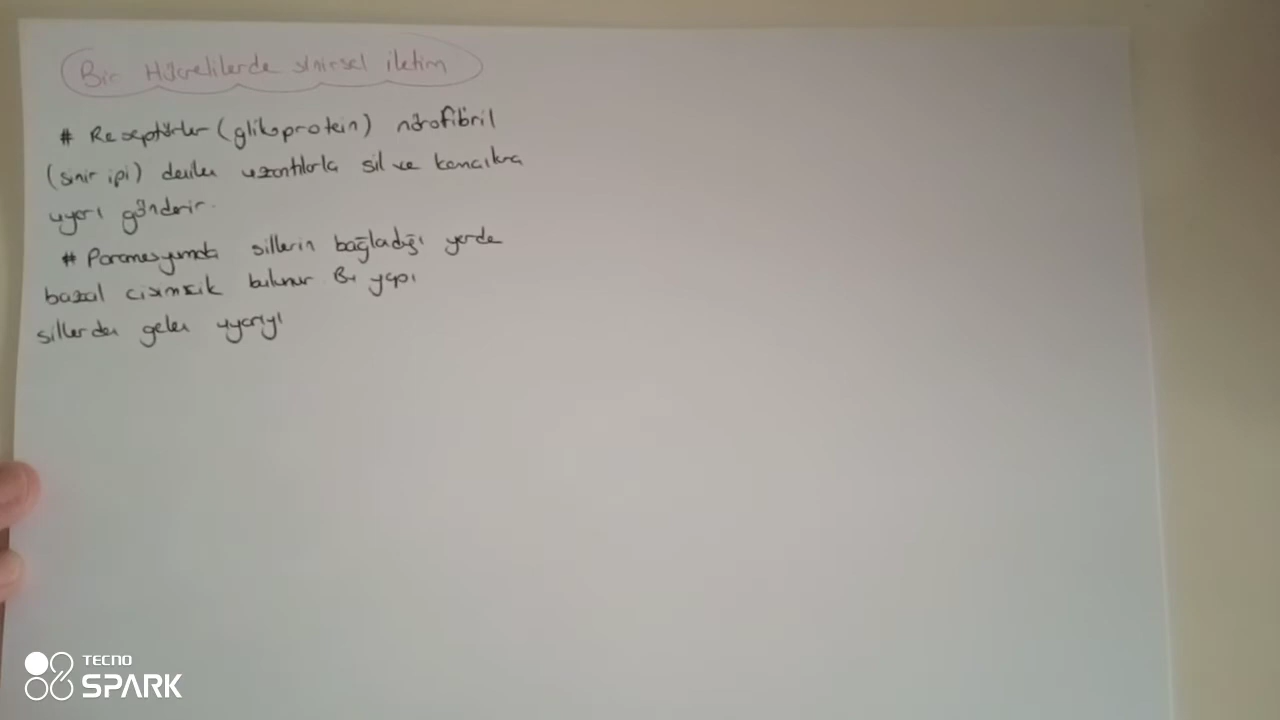 Bir Hücrelilerde sinirsel iletim
# Reseptörler (glikoprotein) nörofibril
(sinir ipi) denilen uzantılarla sil ve kamçıkra
uyarı gönderir.
# Paramesyumda sillerin bağladığı yerde
bazal cisimcik bulunur Bu yapı
sillerden gelen uyarıyı
TECNO
SPARK